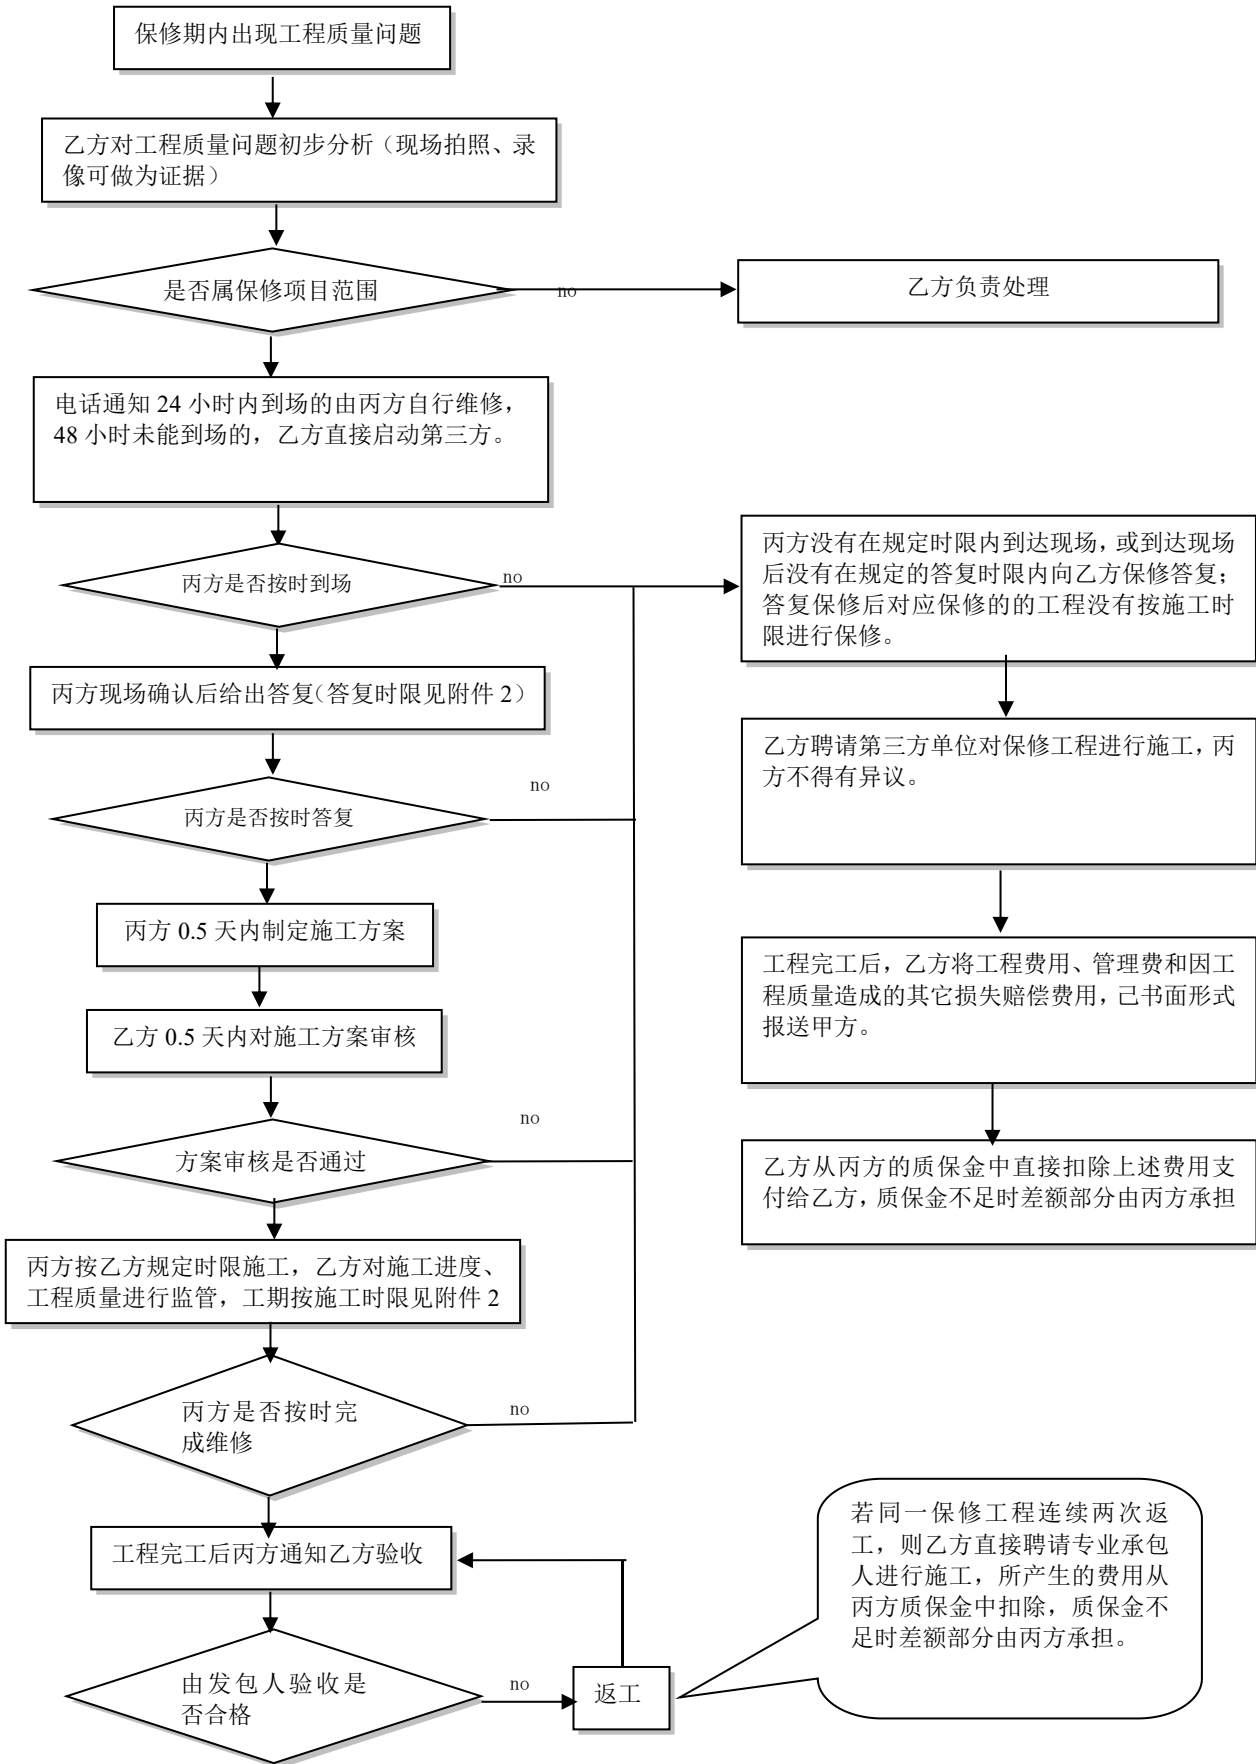 保修期内出现工程质量问题
乙方对工程质量问题初步分析（现场拍照、录
像可做为证据）
是否属保修项目范围
no
乙方负责处理
电话通知 24 小时内到场的由丙方自行维修，
48 小时未能到场的，乙方直接启动第三方。
丙方是否按时到场
no
丙方没有在规定时限内到达现场，或到达现场
后没有在规定的答复时限内向乙方保修答复；
答复保修后对应保修的的工程没有按施工时
限进行保修。
丙方现场确认后给出答复（答复时限见附件 2）
乙方聘请第三方单位对保修工程进行施工，丙
方不得有异议。
丙方是否按时答复
no
丙方 0.5 天内制定施工方案
工程完工后，乙方将工程费用、管理费和因工
程质量造成的其它损失赔偿费用，己书面形式
报送甲方。
乙方 0.5 天内对施工方案审核
方案审核是否通过
no
乙方从丙方的质保金中直接扣除上述费用支
付给乙方，质保金不足时差额部分由丙方承担
丙方按乙方规定时限施工，乙方对施工进度、
工程质量进行监管，工期按施工时限见附件 2
丙方是否按时完
成维修
no
工程完工后丙方通知乙方验收
若同一保修工程连续两次返
工，则乙方直接聘请专业承包
人进行施工，所产生的费用从
丙方质保金中扣除，质保金不
足时差额部分由丙方承担。
由发包人验收是
否合格
no
返工